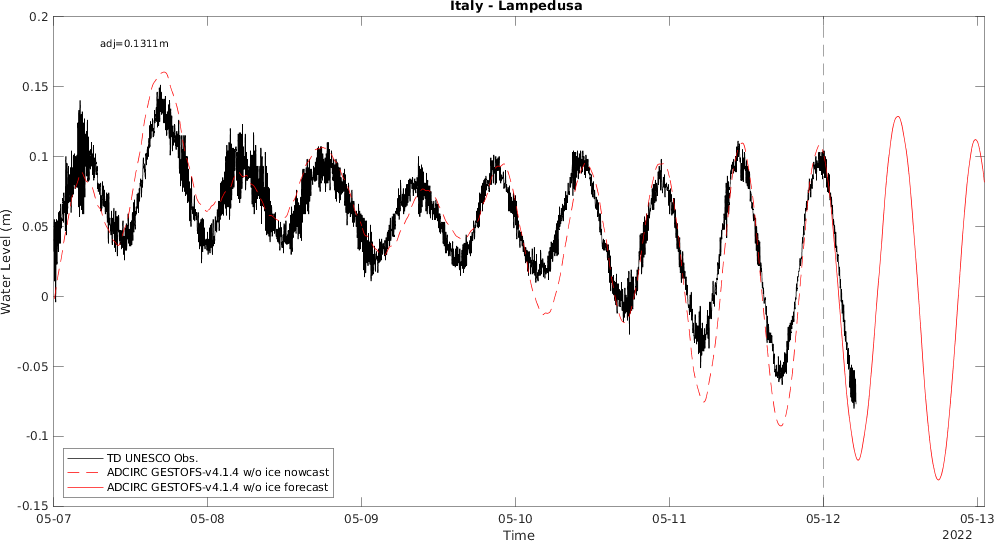 Italy - Lampedusa
adj=0.1311m
0.2
0.15
0.1
0.05
0
-0.05
-0.1
-0.15
Water Level (m)
TD UNESCO Obs.
ADCIRC GESTOFS-v4.1.4 w/o ice nowcast
ADCIRC GESTOFS-v4.1.4 w/o ice forecast
05-07 05-08 05-09 05-10 05-11 05-12 05-13
Time
2022